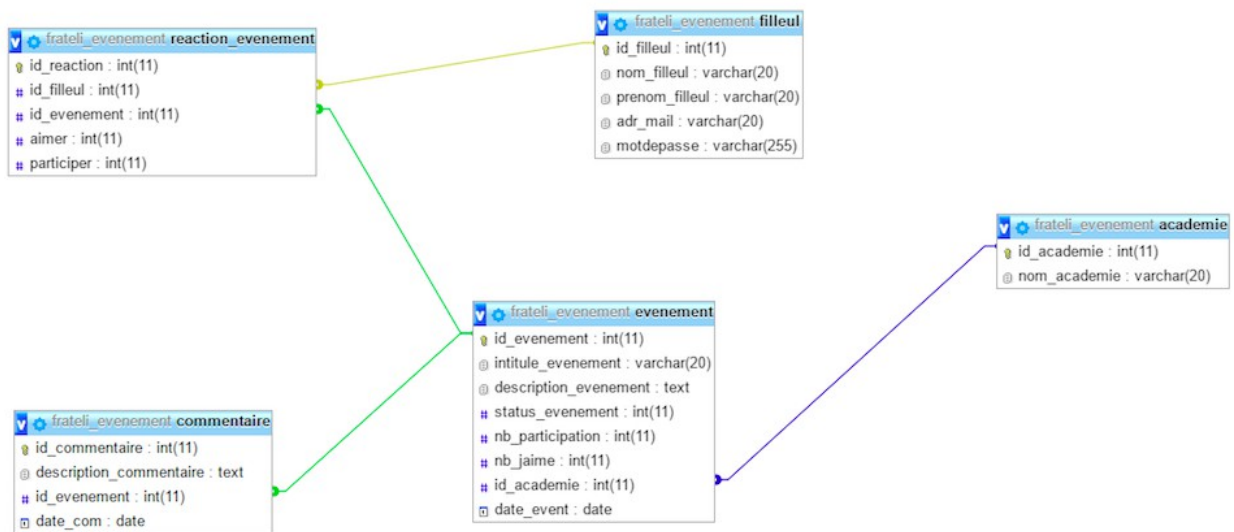 frateli_evenement reaction_evenement
id_reaction : int(11)
id_filleul : int(11)
id_evenement : int(11)
aimer : int(11)
participer : int(11)
frateli_evenement filleul
id_filleul : int(11)
nom_filleul : varchar(20)
prenom_filleul : varchar(20)
adr_mail : varchar(20)
motdepasse : varchar(255)
frateli_evenement academie
id_academie : int(11)
nom_academie : varchar(20)
frateli_evenement evenement
id_evenement : int(11)
intitule_evenement : varchar(20)
description_evenement : text
status_evenement : int(11)
nb_participation : int(11)
nb_jaime : int(11)
id_academie : int(11)
date_event : date
frateli_evenement commentaire
id_commentaire : int(11)
description_commentaire : text
id_evenement : int(11)
date_com : date